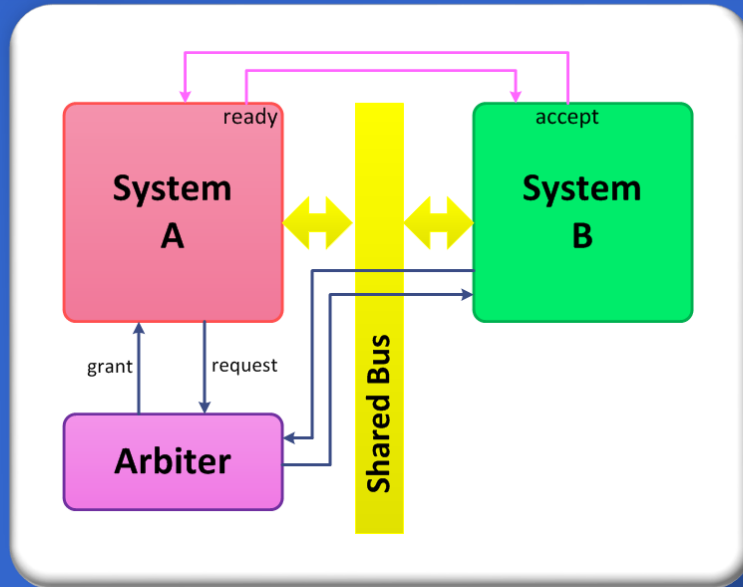 ready
accept
System
A
System
B
grant
request
Arbiter
Shared Bus